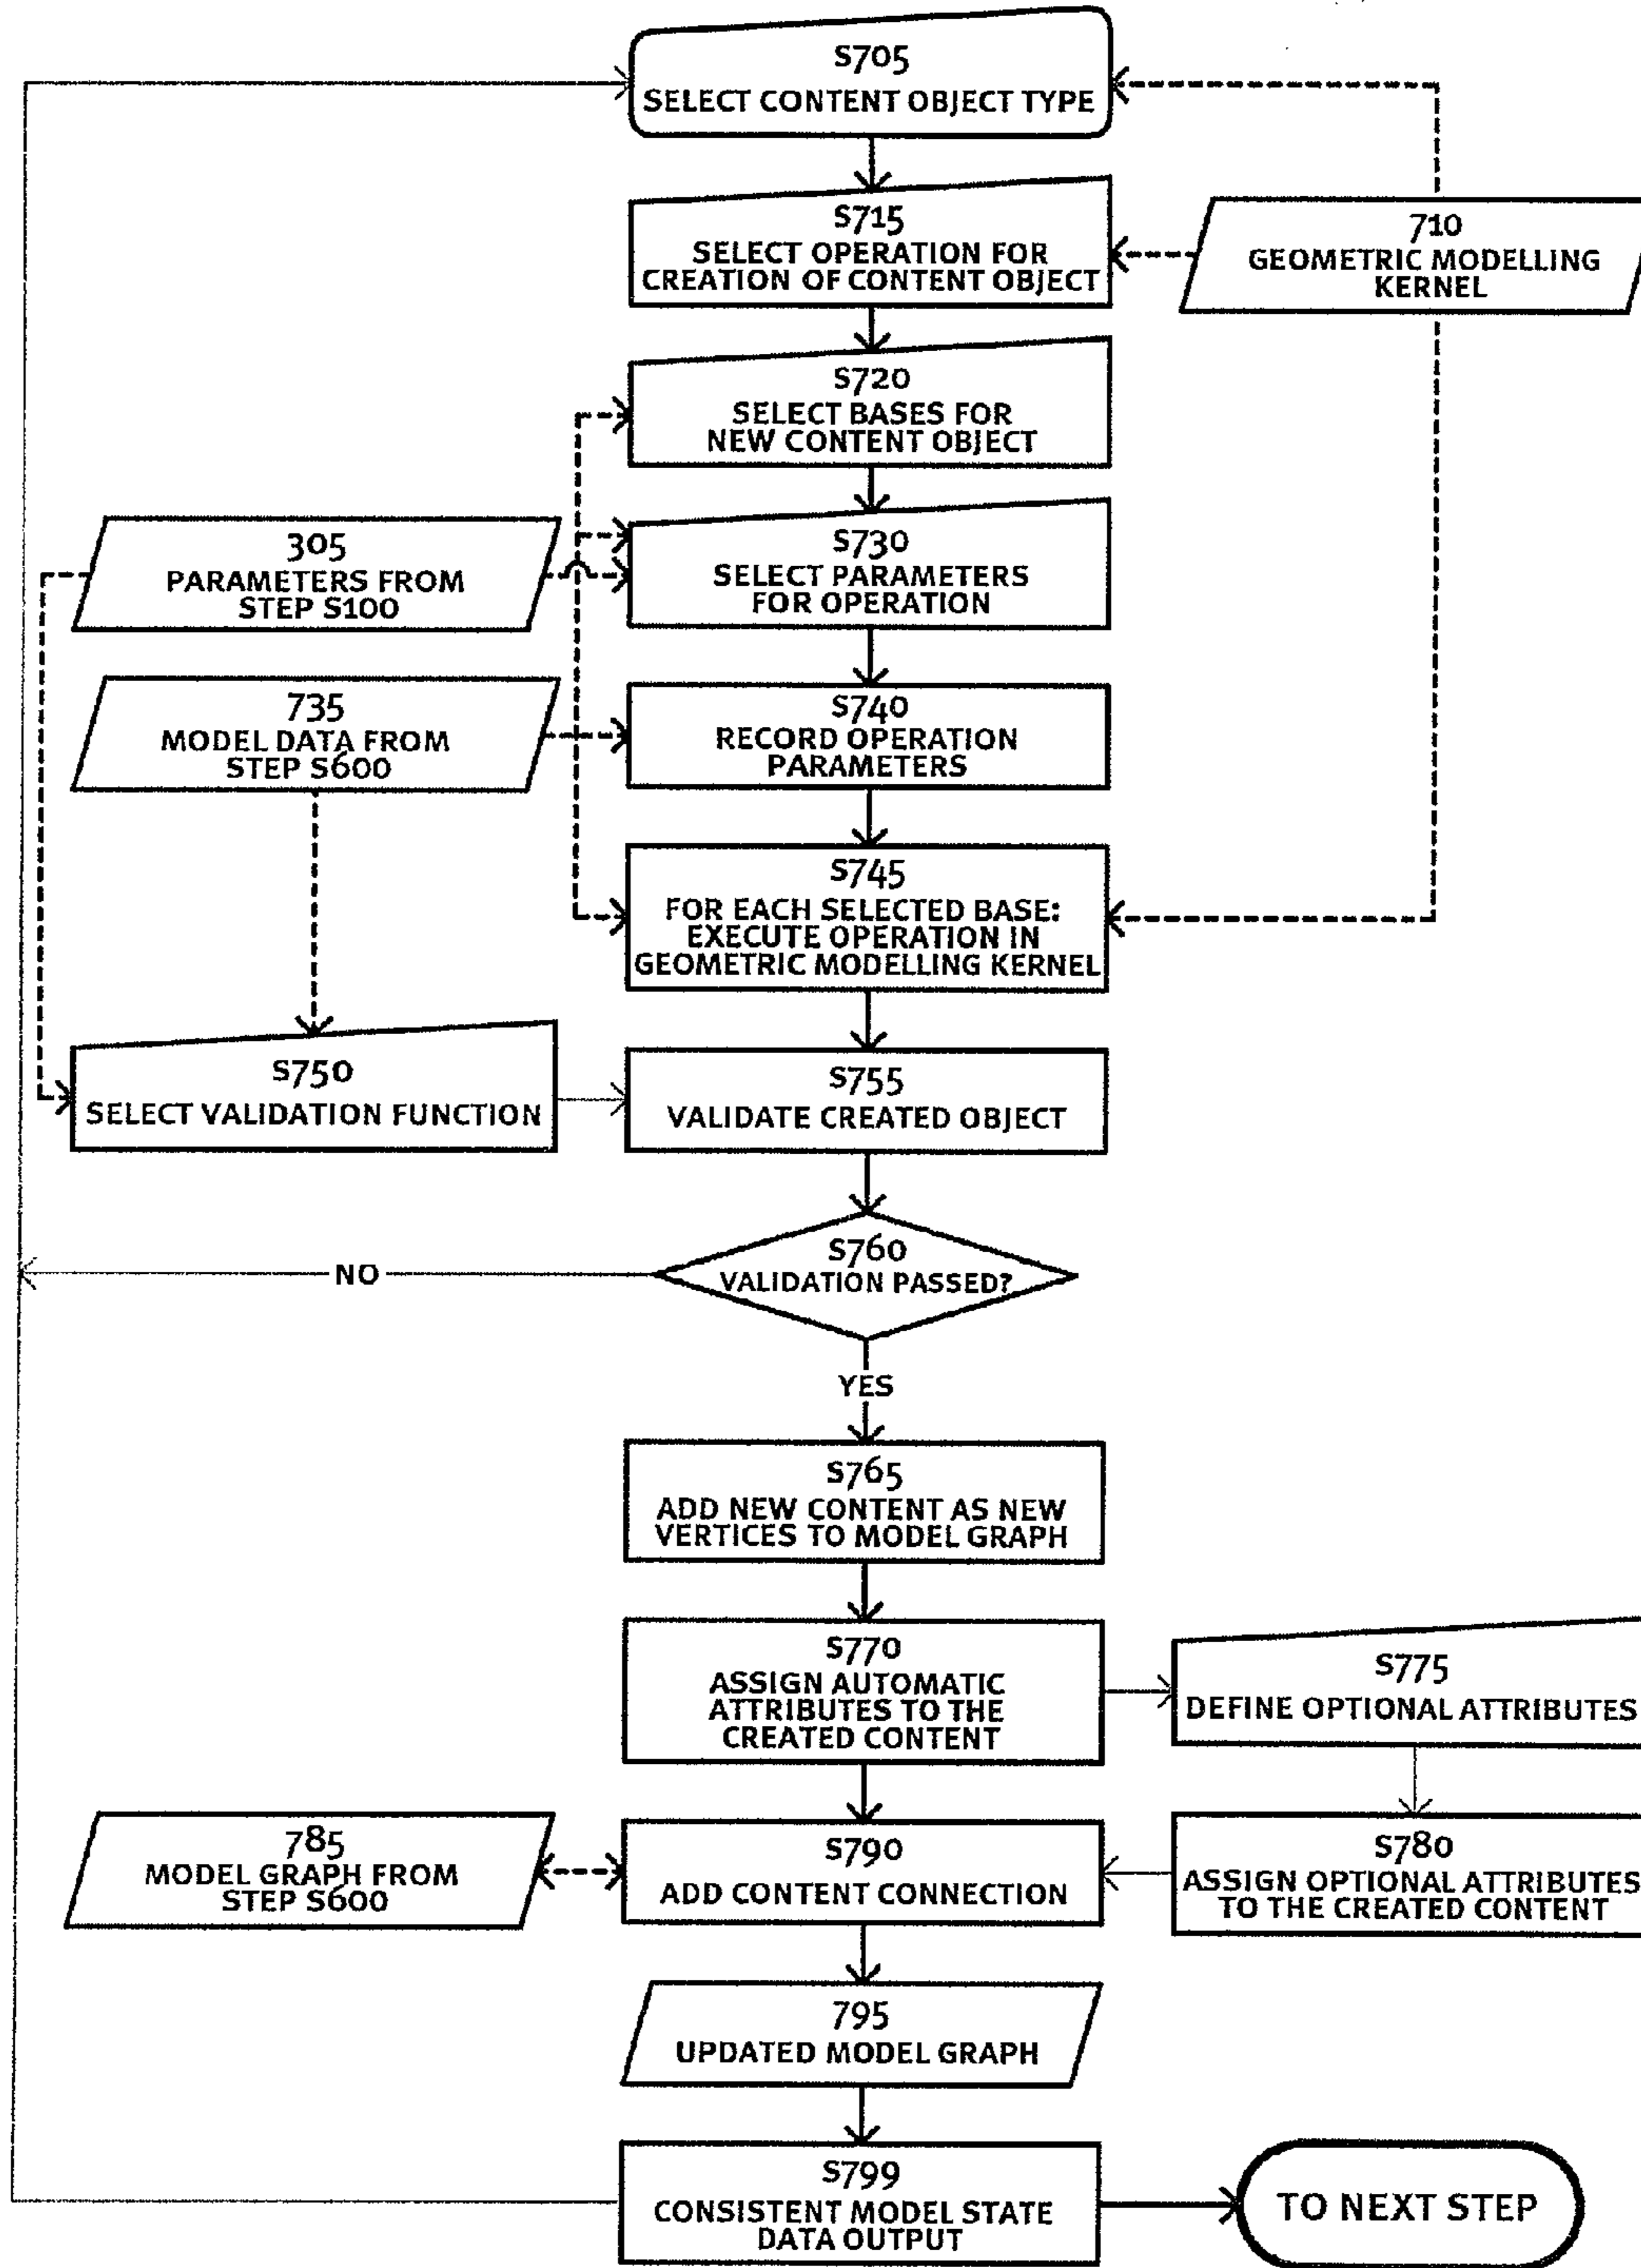 S705
SELECT CONTENT OBJECT TYPE
S715
SELECT OPERATION FOR
CREATION OF CONTENT OBJECT
710
GEOMETRIC MODELLING
KERNEL
S720
SELECT BASES FOR
NEW CONTENT OBJECT
305
PARAMETERS FROM
STEP S100
S730
SELECT PARAMETERS
FOR OPERATION
735
MODEL DATA FROM
STEP S600
S740
RECORD OPERATION
PARAMETERS
S745
FOR EACH SELECTED BASE:
EXECUTE OPERATION IN
GEOMETRIC MODELLING KERNEL
S750
SELECT VALIDATION FUNCTION
S755
VALIDATE CREATED OBJECT
S760
VALIDATION PASSED?
NO
YES
S765
ADD NEW CONTENT AS NEW
VERTICES TO MODEL GRAPH
S770
ASSIGN AUTOMATIC
ATTRIBUTES TO THE
CREATED CONTENT
S775
DEFINE OPTIONAL ATTRIBUTES
785
MODEL GRAPH FROM
STEP S600
S790
ADD CONTENT CONNECTION
S780
ASSIGN OPTIONAL ATTRIBUTES
TO THE CREATED CONTENT
795
UPDATED MODEL GRAPH
S799
CONSISTENT MODEL STATE
DATA OUTPUT
TO NEXT STEP